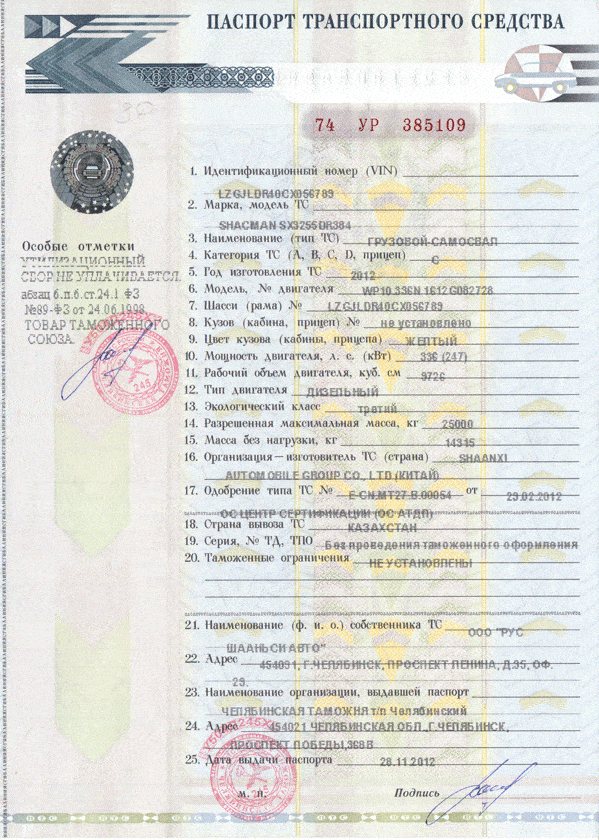 ПАСПОРТ ТРАНСПОРТНОГО СРЕДСТВА
74 УР 385109
1. Идентификационный номер (VIN)
LZGJLDR40CX056789
2. Марка, модель ТС
SHACMAN SX3255DR384
3. Наименование (тип ТС) ГРУЗОВОЙ-САМОСВАЛ
4. Категория ТС (А, В, С, D, прицеп) С
5. Год изготовления ТС 2012
6. Модель, № двигателя WP10.336N 1612G082728
7. Шасси (рама) № LZGJLDR40CX056789
8. Кузов (кабина, прицеп) № не установлено
9. Цвет кузова (кабины, прицепа) ЖЕЛТЫЙ
10. Мощность двигателя, л. с. (кВт) 336 (247)
11. Рабочий объем двигателя, куб. см 9726
12. Тип двигателя ДИЗЕЛЬНЫЙ
13. Экологический класс третий
14. Разрешенная максимальная масса, кг 25000
15. Масса без нагрузки, кг 14315
16. Организация—изготовитель ТС (страна) SHAANXI
AUTOMOBILE GROUP CO., LTD (КИТАЙ)
17. Одобрение типа ТС № E-CN.MT27.B.00054 от 29.02.2012
ОС ЦЕНТР СЕРТИФИКАЦИИ (ОС АТДП)
18. Страна вывоза ТС КАЗАХСТАН
19. Серия, № ТД, ТПО Без проведения таможенного оформления
20. Таможенные ограничения НЕ УСТАНОВЛЕНЫ
21. Наименование (ф. и. о.) собственника ТС ООО "РУС
ШААНЬСИ АВТО"
22. Адрес 454091, Г.ЧЕЛЯБИНСК, ПРОСПЕКТ ЛЕНИНА, Д.35, ОФ.
29.
23. Наименование организации, выдавшей паспорт
ЧЕЛЯБИНСКАЯ ТАМОЖНЯ т/п Челябинский
24. Адрес 454021 ЧЕЛЯБИНСКАЯ ОБЛ.,Г.ЧЕЛЯБИНСК,
ПРОСПЕКТ ПОБЕДЫ,368В
25. Дата выдачи паспорта 28.11.2012
М. П. Подпись
Особые отметки
УТИЛИЗАЦИОННЫЙ
СБОР НЕ УПЛАЧИВАЕТСЯ.
абзац 6.п.6.ст.24.1 ФЗ
№89-ФЗ от 24.06.1998
ТОВАР ТАМОЖЕННОГО
СОЮЗА.